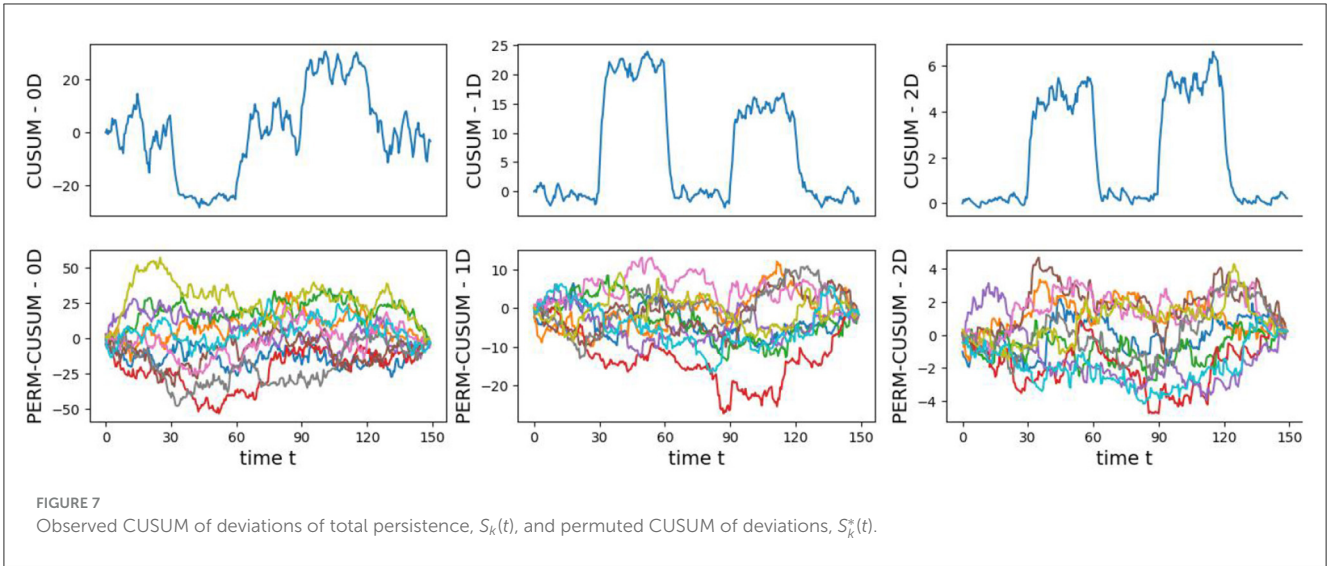 CUSUM - 0D
20
0
−20
CUSUM - 1D
25
20
15
10
5
0
CUSUM - 2D
6
4
2
0
PERM-CUSUM - 0D
50
25
0
−25
−50
0 30 60 90 120 150
time t
PERM-CUSUM - 1D
10
0
−10
−20
0 30 60 90 120 150
time t
PERM-CUSUM - 2D
4
2
0
−2
−4
0 30 60 90 120 150
time t
FIGURE 7
Observed CUSUM of deviations of total persistence, Sₖ(t), and permuted CUSUM of deviations, S*ₖ(t).